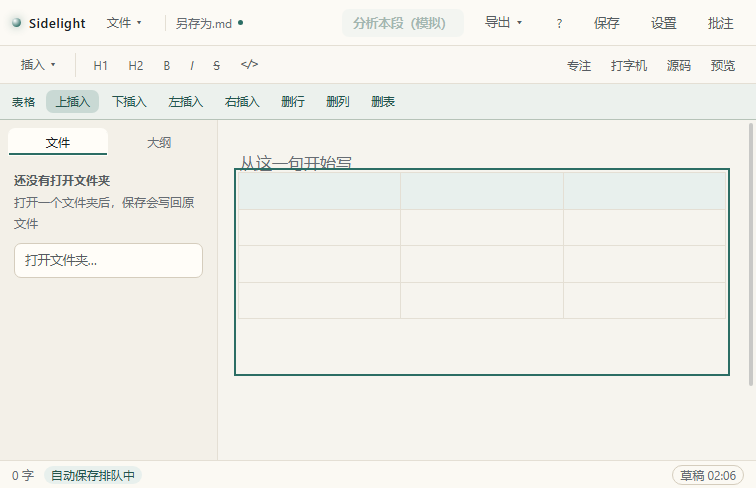 Sidelight 文件 另存为.md 分析本段（模拟） 导出 ? 保存 设置 批注
插入 H1 H2 B I S </> 专注 打字机 源码 预览
表格 上插入 下插入 左插入 右插入 删行 删列 删表
文件 大纲
还没有打开文件夹
打开一个文件夹后，保存会写回原
文件
打开文件夹...
从这一句开始写
0 字 自动保存排队中 草稿 02:06